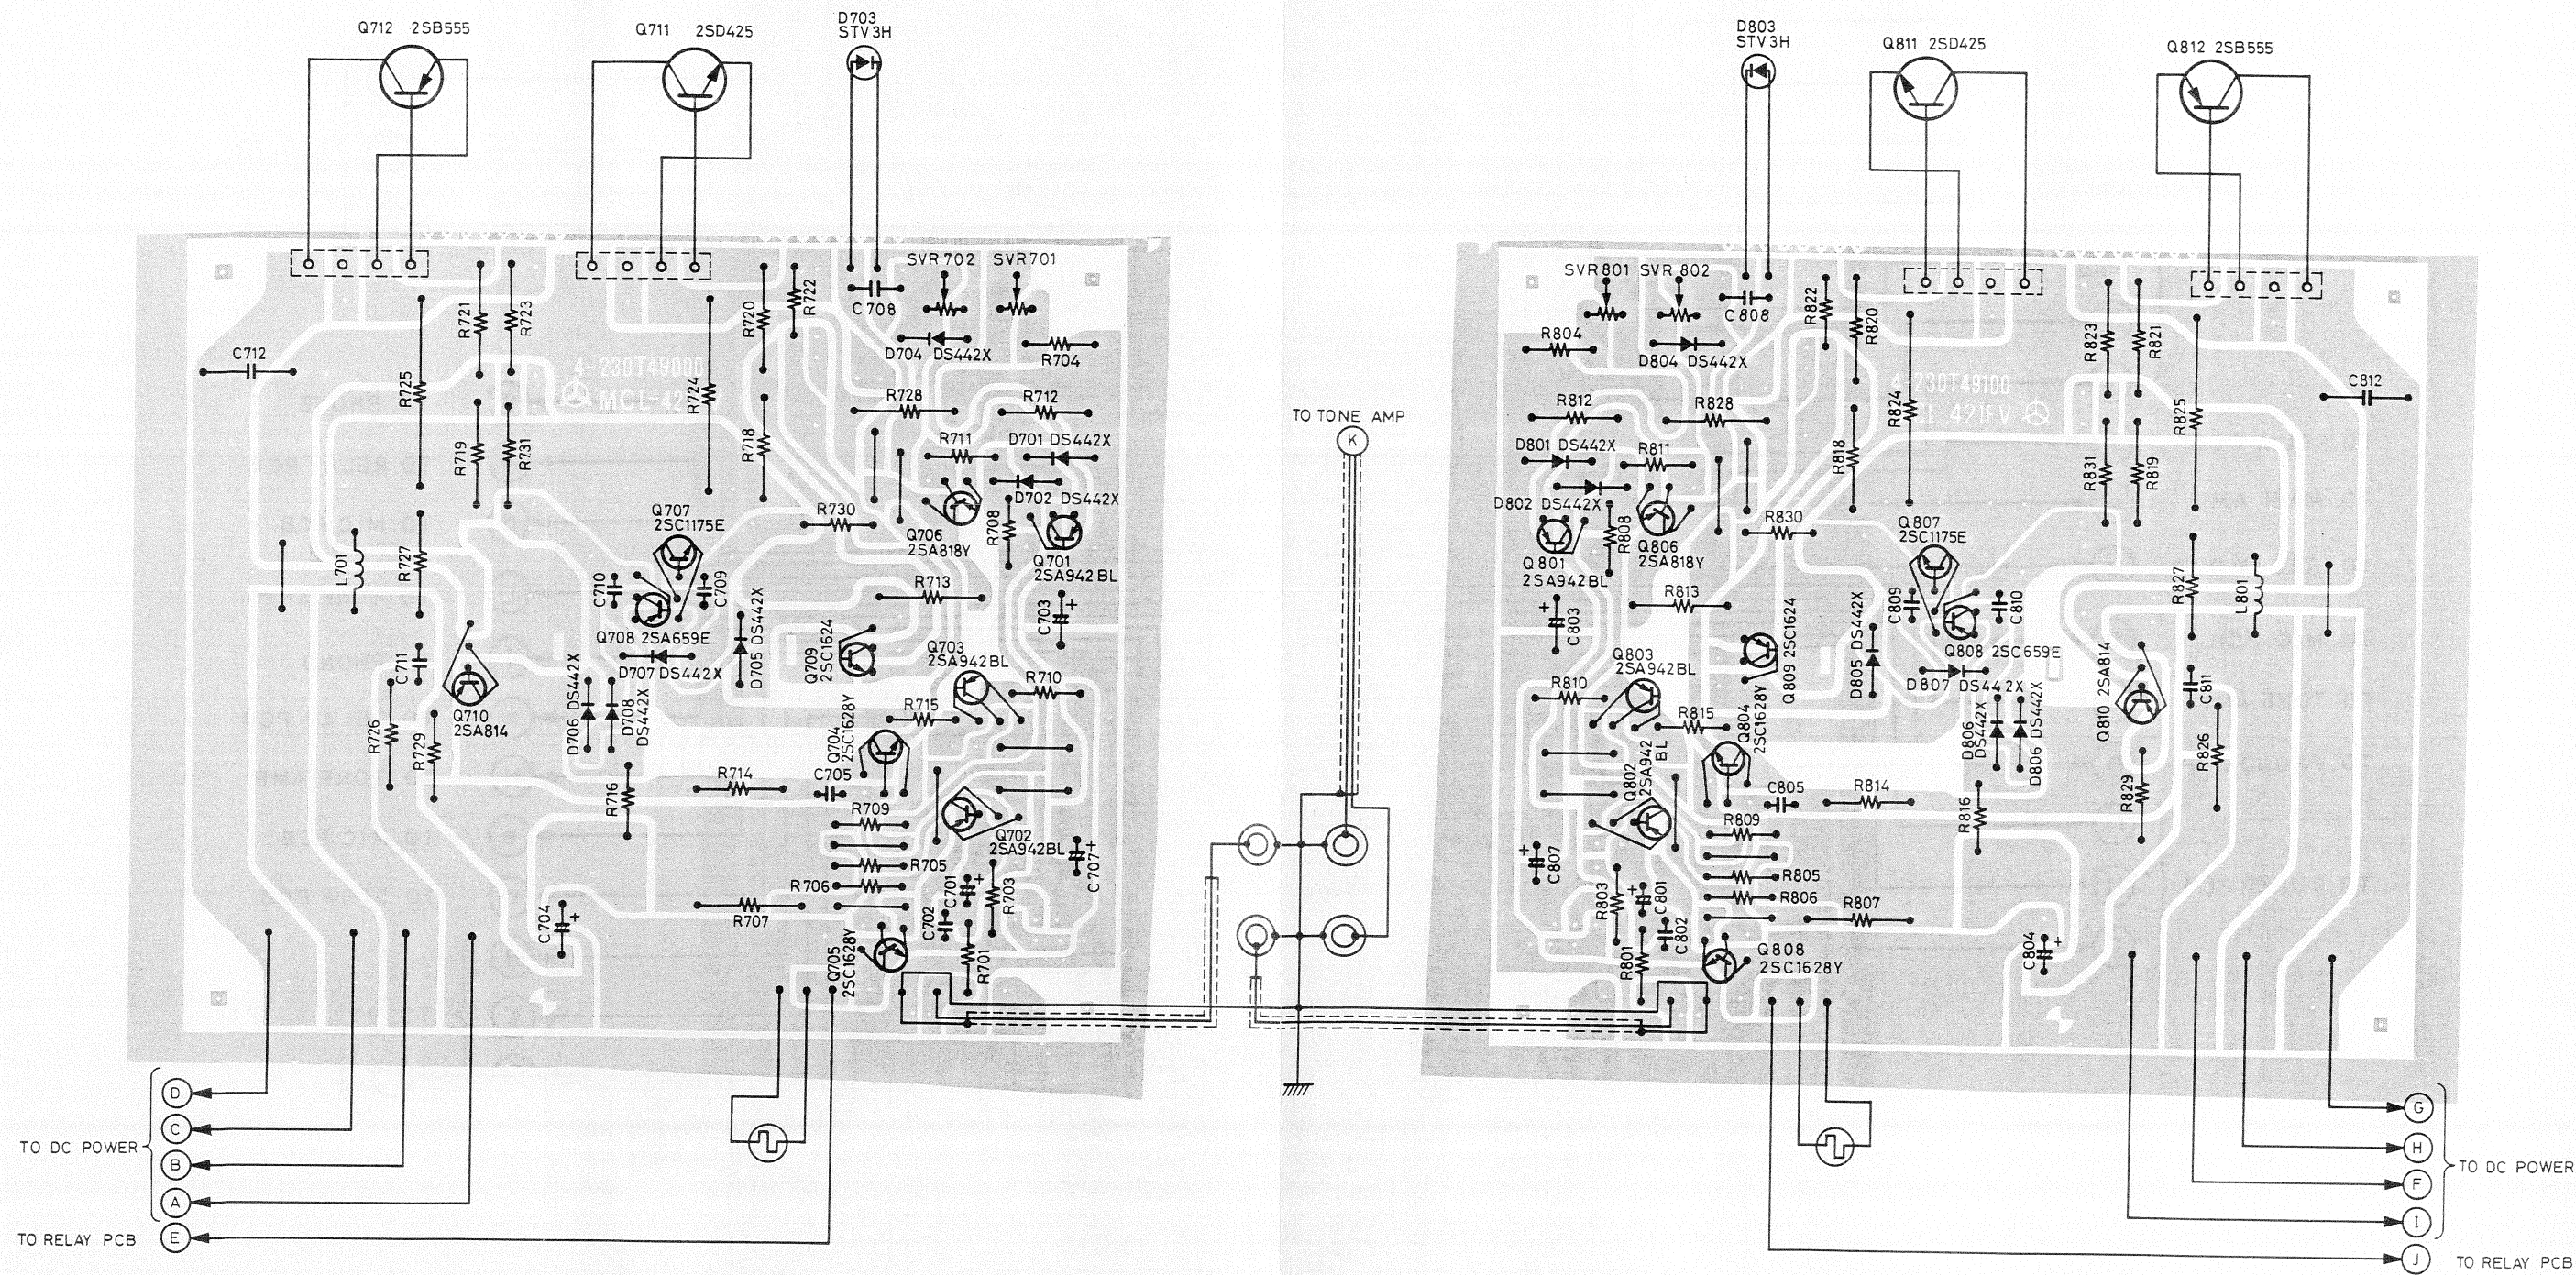 Q712 2SB555
Q711 2SD425
D703
STV3H
D803
STV3H
Q811 2SD425
Q812 2SB555
SVR702
SVR701
C708
R721
R723
R720
R722
D704 DS442X
R704
C712
R725
4-230T49000
MCL-42
R724
R728
R712
R719
R731
R718
R711
D701 DS442X
D702 DS442X
R730
Q706
2SA818Y
R708
Q701
2SA942BL
Q707
2SC1175E
L701
R727
C710
C709
R713
C703
+
Q708 2SA659E
D707 DS442X
D705 DS442X
Q709
2SC1624
Q703
2SA942BL
R710
C711
Q710
2SA814
D706 DS442X
D708
DS442X
R726
R729
R715
Q704
2SC1628Y
R716
R714
C705
R709
Q702
2SA942BL
R705
R706
C707
+
C701
+
R703
C704
+
R707
C702
R701
Q705
2SC1628Y
TO TONE AMP
K
SVR801
SVR802
C808
R822
R820
R804
D804 DS442X
R823
R821
4-230T49100
421FV
R824
R825
C812
R812
R828
D801 DS442X
R811
R818
R831
R819
D802 DS442X
R808
R830
Q801
2SA942BL
Q806
2SA818Y
Q807
2SC1175E
R827
L801
+
C803
R813
C809
C810
Q809 2SC1624
D805 DS442X
Q808 2SC659E
D807 DS442X
Q803
2SA942BL
R810
R815
Q804
2SC1628Y
Q810 2SA814
C811
D806
DS442X
D806 DS442X
R826
R829
Q802
2SA942
BL
C805
R814
R816
R809
+
C807
R805
R806
R803
+
C801
C802
R807
R801
Q808
2SC1628Y
C804
+
D
C
B
A
TO DC POWER
E
TO RELAY PCB
G
H
F
I
TO DC POWER
J
TO RELAY PCB